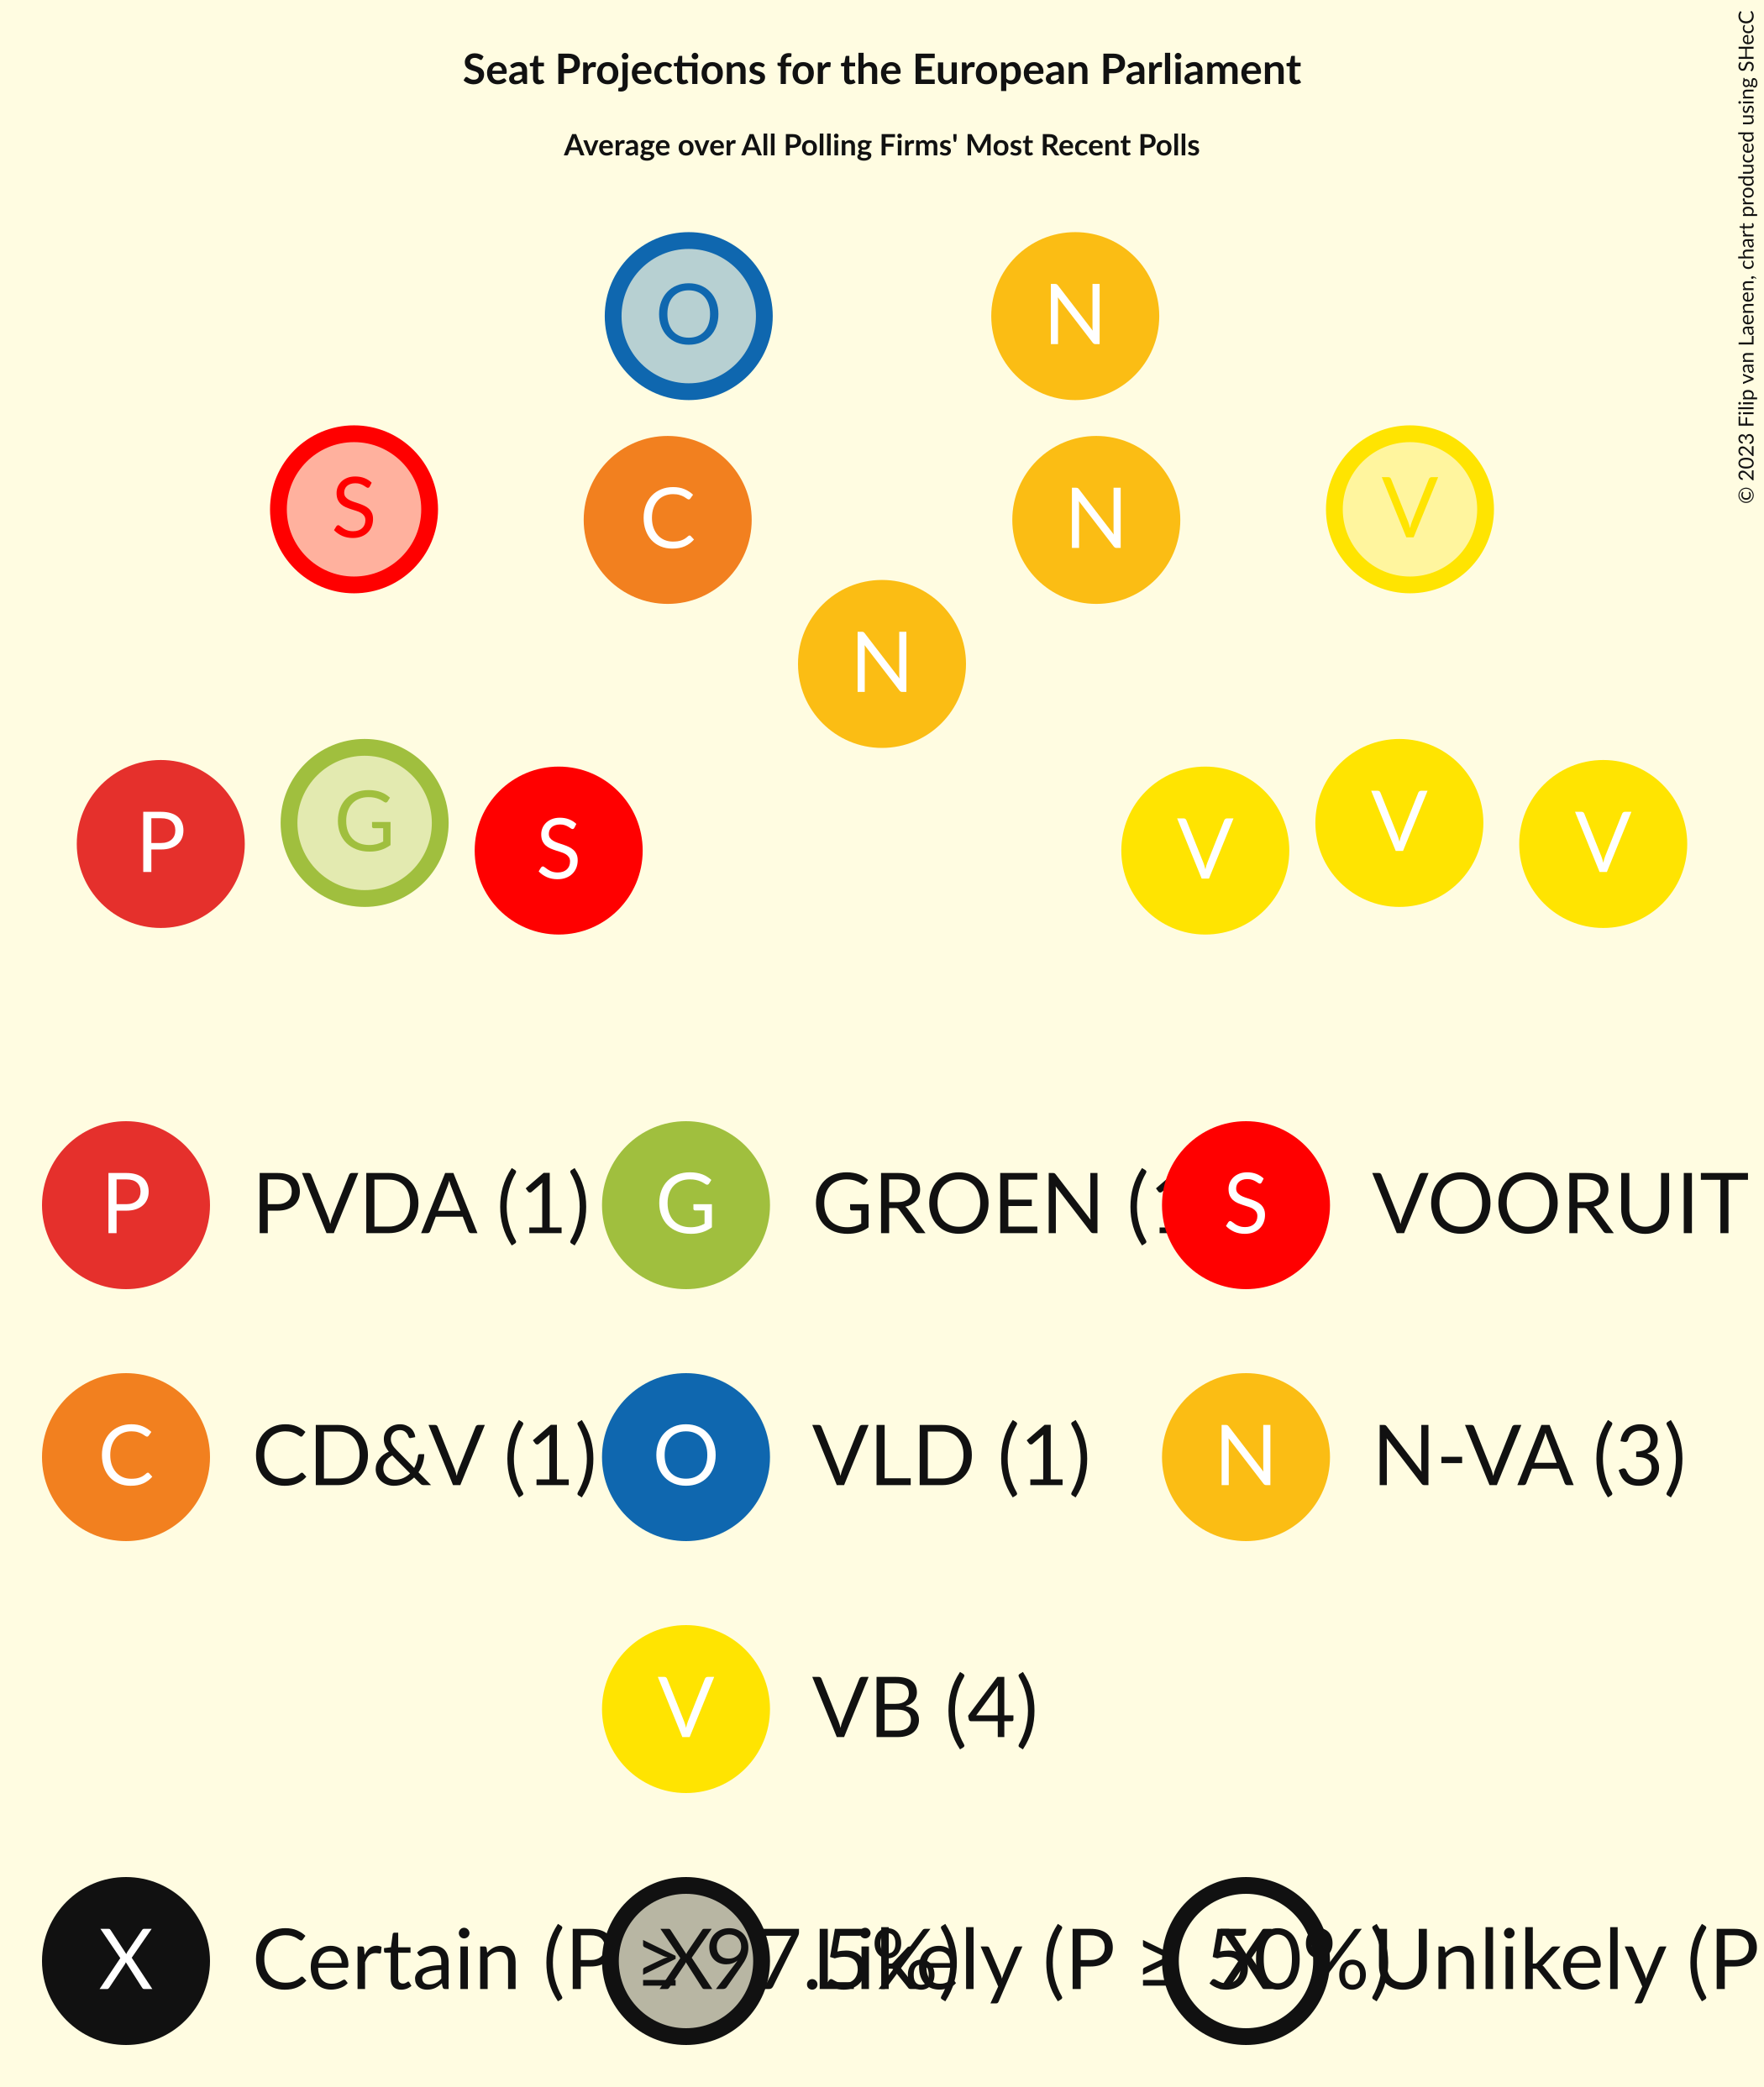 Seat Projections for the European Parliament
Average over All Polling Firms' Most Recent Polls
© 2023 Filip van Laenen, chart produced using SHecC
O N
S C N V
N
P G S V V V
P PVDA (1) G GROEN ( S VOORUIT
C CD&V (1) O VLD (1) N N-VA (3)
V VB (4)
X Certain (P ≥ 97.5%) X Likely (P ≥ 50%) X Unlikely (P